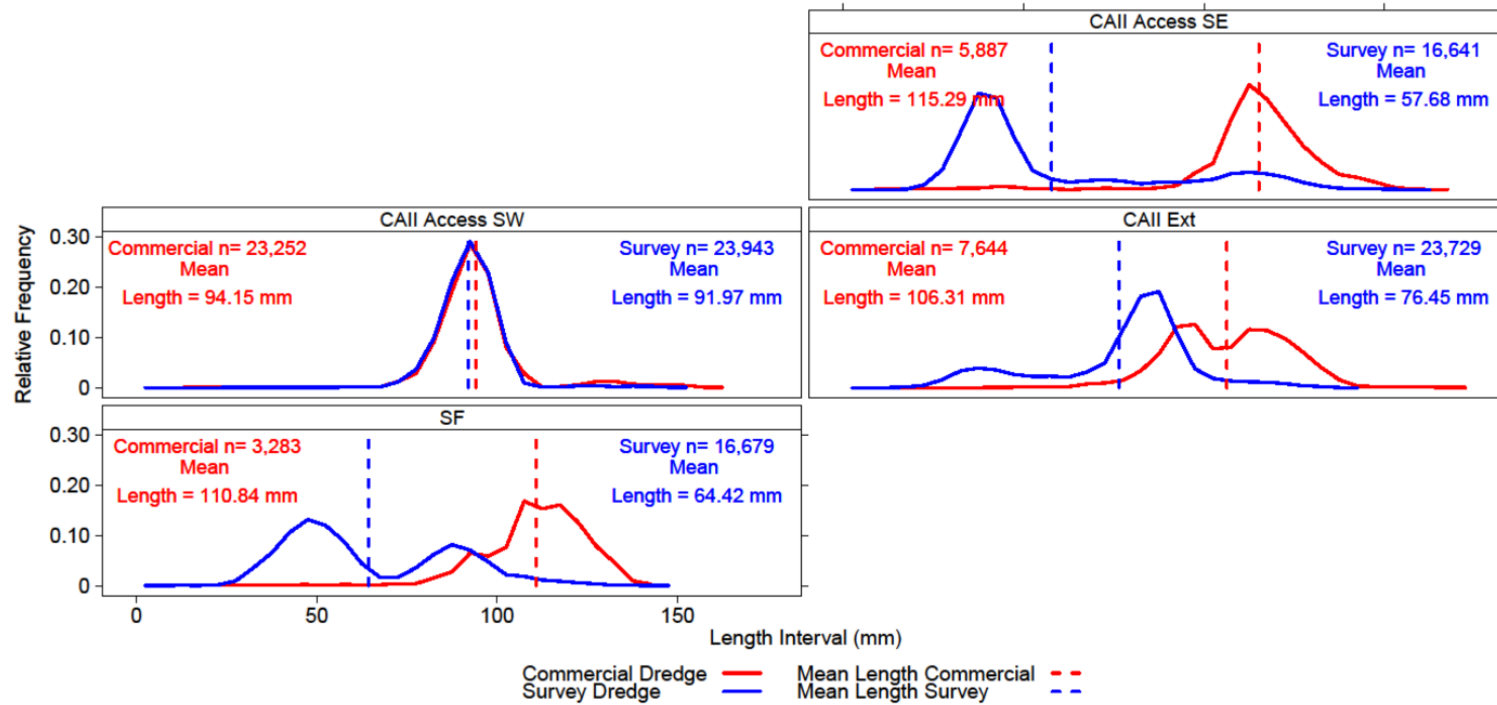 CAII Access SE
Commercial n= 5,887
Mean
Length = 115.29 mm
Survey n= 16,641
Mean
Length = 57.68 mm
CAII Access SW
Commercial n= 23,252
Mean
Length = 94.15 mm
Survey n= 23,943
Mean
Length = 91.97 mm
CAII Ext
Commercial n= 7,644
Mean
Length = 106.31 mm
Survey n= 23,729
Mean
Length = 76.45 mm
SF
Commercial n= 3,283
Mean
Length = 110.84 mm
Survey n= 16,679
Mean
Length = 64.42 mm
Relative Frequency
0.30
0.20
0.10
0
0.30
0.20
0.10
0
0 50 100 150
Length Interval (mm)
Commercial Dredge Mean Length Commercial
Survey Dredge Mean Length Survey